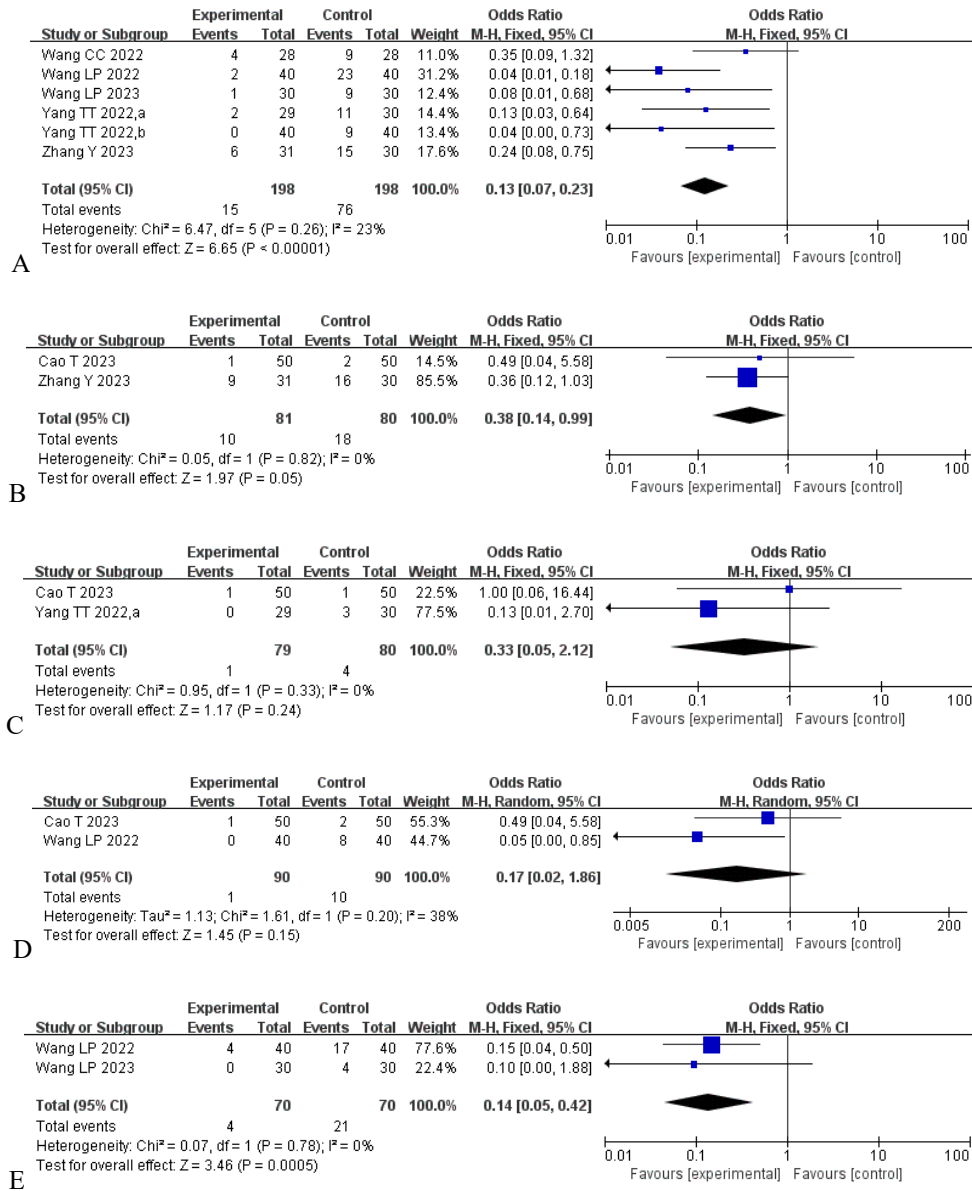 Experimental Control Odds Ratio Odds Ratio
Study or Subgroup Events Total Events Total Weight M-H, Fixed, 95% CI M-H, Fixed, 95% CI
Wang CC 2022 4 28 9 28 11.0% 0.35 [0.09, 1.32]
Wang LP 2022 2 40 23 40 31.2% 0.04 [0.01, 0.18]
Wang LP 2023 1 30 9 30 12.4% 0.08 [0.01, 0.68]
Yang TT 2022,a 2 29 11 30 14.4% 0.13 [0.03, 0.64]
Yang TT 2022,b 0 40 9 40 13.4% 0.04 [0.00, 0.73]
Zhang Y 2023 6 31 15 30 17.6% 0.24 [0.08, 0.75]
Total (95% CI) 198 198 100.0% 0.13 [0.07, 0.23]
Total events 15 76
Heterogeneity: Chi² = 6.47, df = 5 (P = 0.26); I² = 23%
Test for overall effect: Z = 6.65 (P < 0.00001)
0.01 0.1 1 10 100
Favours [experimental] Favours [control]
A
Experimental Control Odds Ratio Odds Ratio
Study or Subgroup Events Total Events Total Weight M-H, Fixed, 95% CI M-H, Fixed, 95% CI
Cao T 2023 1 50 2 50 14.5% 0.49 [0.04, 5.58]
Zhang Y 2023 9 31 16 30 85.5% 0.36 [0.12, 1.03]
Total (95% CI) 81 80 100.0% 0.38 [0.14, 0.99]
Total events 10 18
Heterogeneity: Chi² = 0.05, df = 1 (P = 0.82); I² = 0%
Test for overall effect: Z = 1.97 (P = 0.05)
0.01 0.1 1 10 100
Favours [experimental] Favours [control]
B
Experimental Control Odds Ratio Odds Ratio
Study or Subgroup Events Total Events Total Weight M-H, Fixed, 95% CI M-H, Fixed, 95% CI
Cao T 2023 1 50 1 50 22.5% 1.00 [0.06, 16.44]
Yang TT 2022,a 0 29 3 30 77.5% 0.13 [0.01, 2.70]
Total (95% CI) 79 80 100.0% 0.33 [0.05, 2.12]
Total events 1 4
Heterogeneity: Chi² = 0.95, df = 1 (P = 0.33); I² = 0%
Test for overall effect: Z = 1.17 (P = 0.24)
0.01 0.1 1 10 100
Favours [experimental] Favours [control]
C
Experimental Control Odds Ratio Odds Ratio
Study or Subgroup Events Total Events Total Weight M-H, Random, 95% CI M-H, Random, 95% CI
Cao T 2023 1 50 2 50 55.3% 0.49 [0.04, 5.58]
Wang LP 2022 0 40 8 40 44.7% 0.05 [0.00, 0.85]
Total (95% CI) 90 90 100.0% 0.17 [0.02, 1.86]
Total events 1 10
Heterogeneity: Tau² = 1.13; Chi² = 1.61, df = 1 (P = 0.20); I² = 38%
Test for overall effect: Z = 1.45 (P = 0.15)
0.005 0.1 1 10 200
Favours [experimental] Favours [control]
D
Experimental Control Odds Ratio Odds Ratio
Study or Subgroup Events Total Events Total Weight M-H, Fixed, 95% CI M-H, Fixed, 95% CI
Wang LP 2022 4 40 17 40 77.6% 0.15 [0.04, 0.50]
Wang LP 2023 0 30 4 30 22.4% 0.10 [0.00, 1.88]
Total (95% CI) 70 70 100.0% 0.14 [0.05, 0.42]
Total events 4 21
Heterogeneity: Chi² = 0.07, df = 1 (P = 0.78); I² = 0%
Test for overall effect: Z = 3.46 (P = 0.0005)
0.01 0.1 1 10 100
Favours [experimental] Favours [control]
E